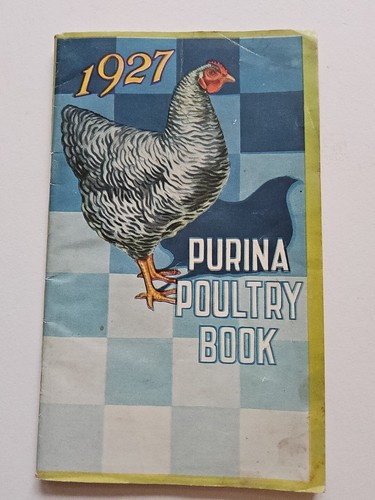 1927
PURINA
POULTRY
BOOK